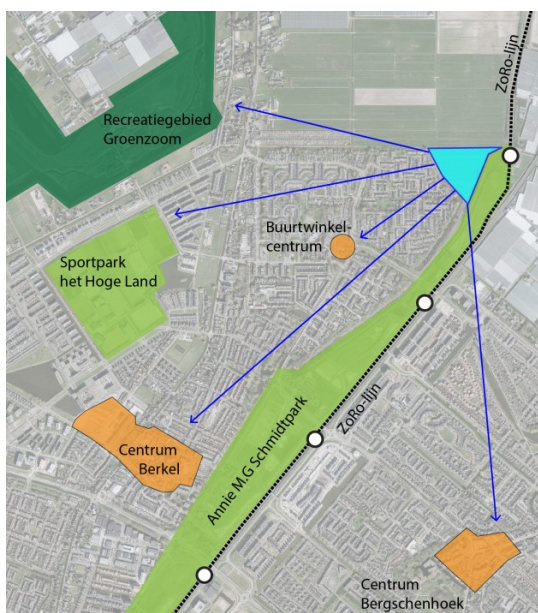 ZoRo-lijn
Recreatiegebied
Groenzoom
Buurtwinkel-
centrum
Sportpark
het Hoge Land
Centrum
Berkel
Annie M.G Schmidtpark
ZoRo-lijn
Centrum
Bergschenhoek